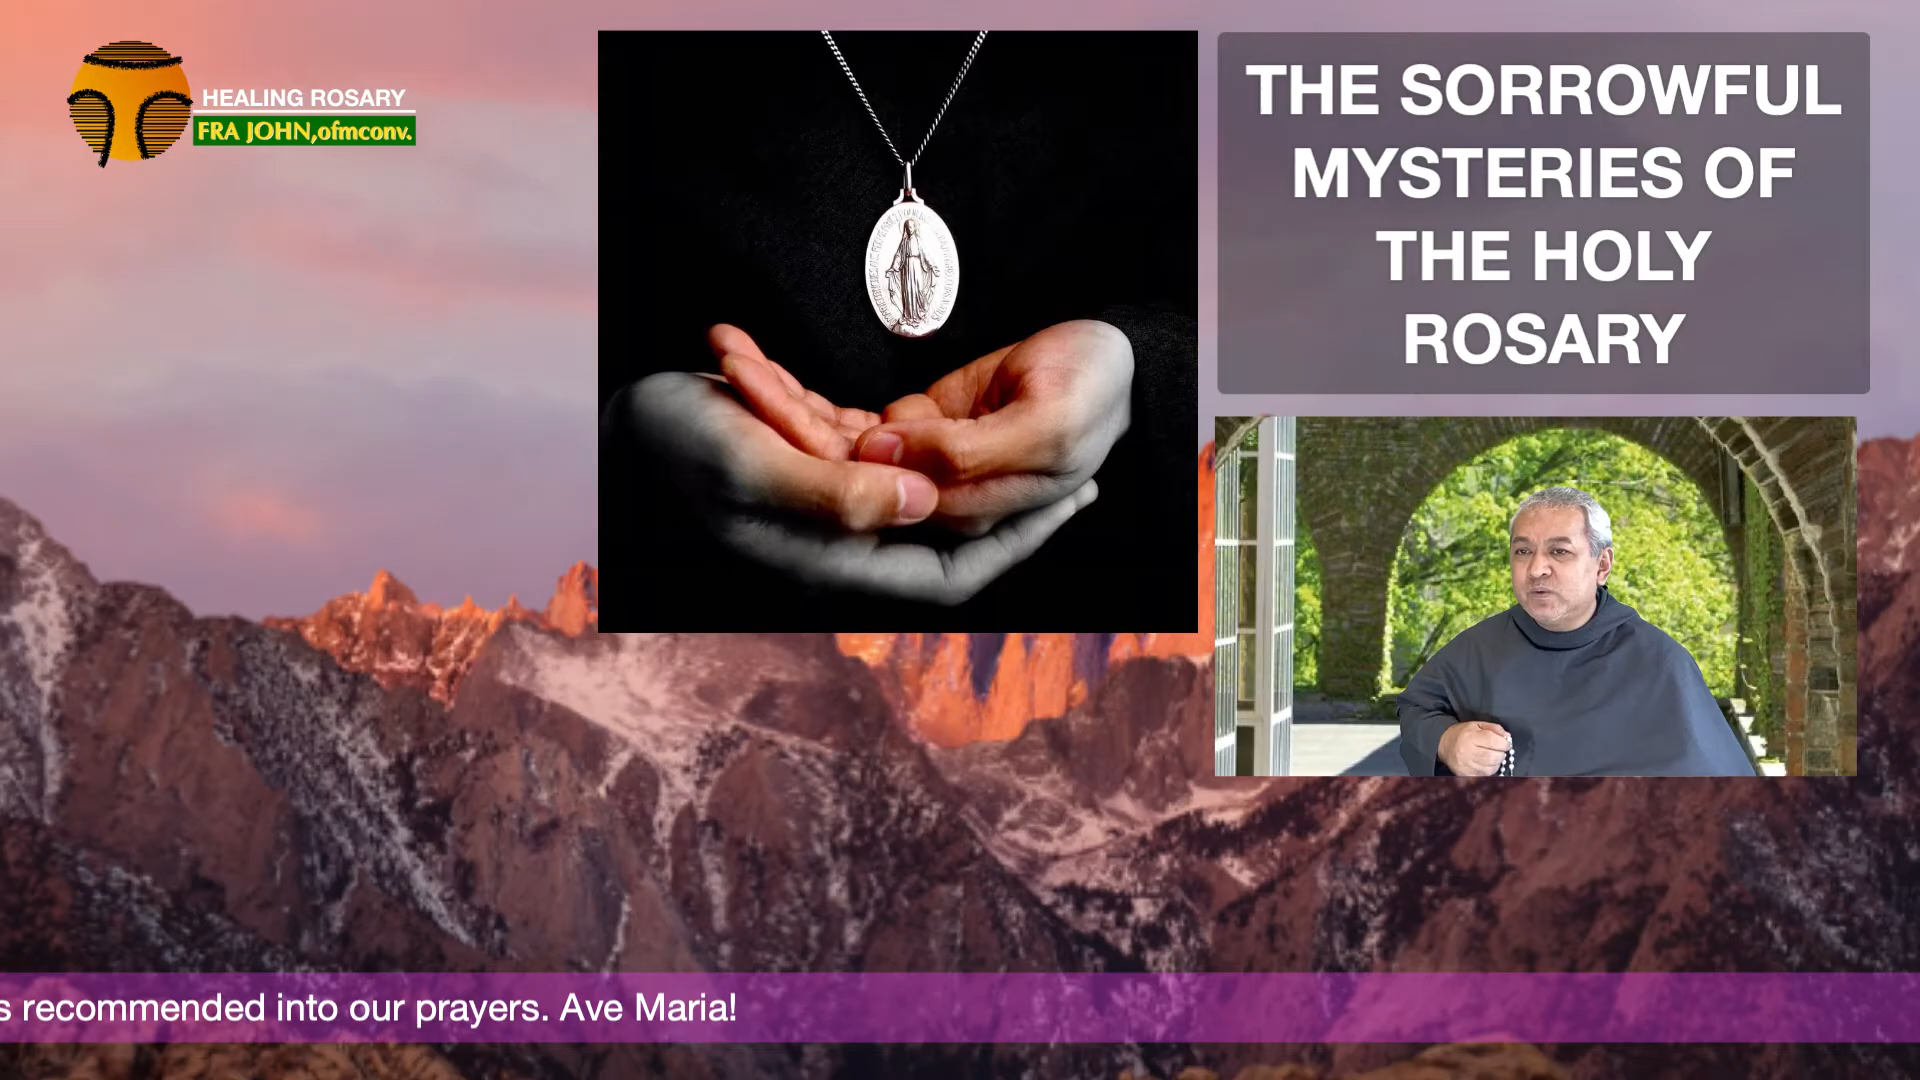 HEALING ROSARY
FRA JOHN,ofmconv.
THE SORROWFUL
MYSTERIES OF
THE HOLY
ROSARY
s recommended into our prayers. Ave Maria!